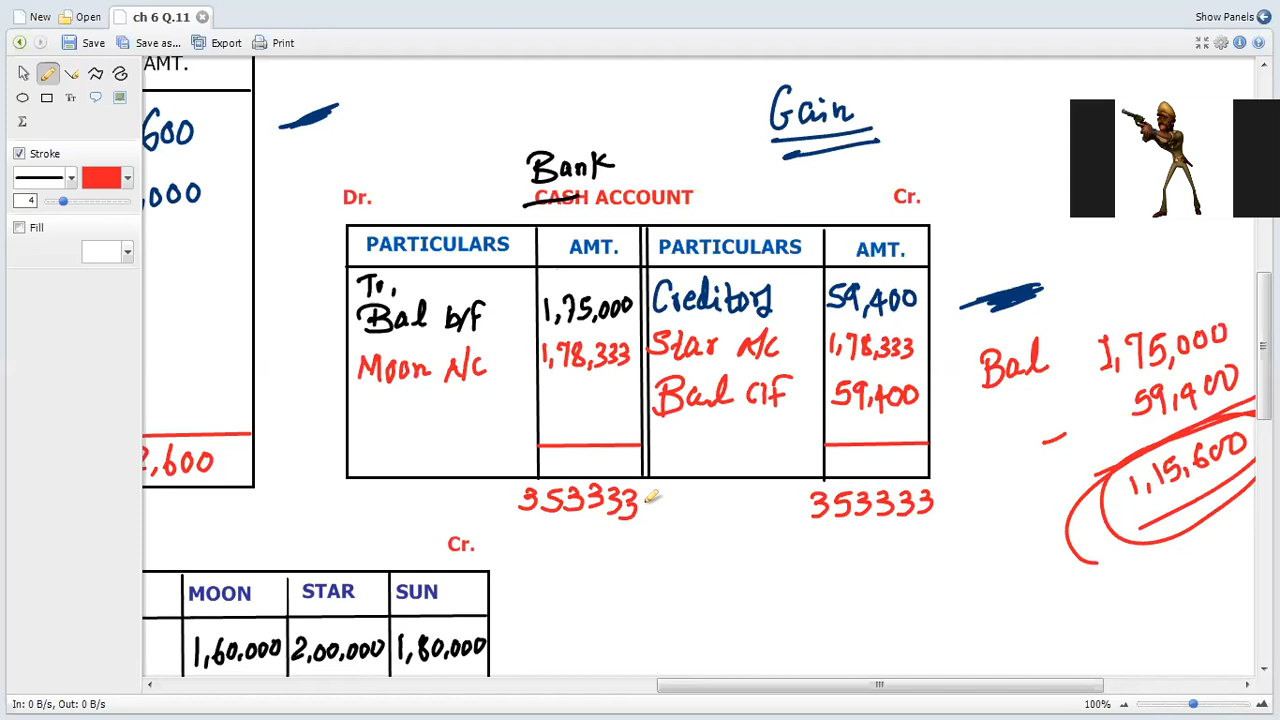 New Open ch 6 Q.11 Show Panels
Save Save as... Export Print
AMT.
600
,000
2,600
Stroke
4
Fill
Gain
Bank
Dr. CASH ACCOUNT Cr.
PARTICULARS AMT. PARTICULARS AMT.
To, Creditors 59,400
Bal b/f 1,75,000
Moon A/c 1,78,333 Star A/c 1,78,333
Bal C/F 59,400
353333 353333
Bal 1,75,000
59,400
-
1,15,600
Cr.
MOON STAR SUN
1,60,000 2,00,000 1,80,000
In: 0 B/s, Out: 0 B/s 100%